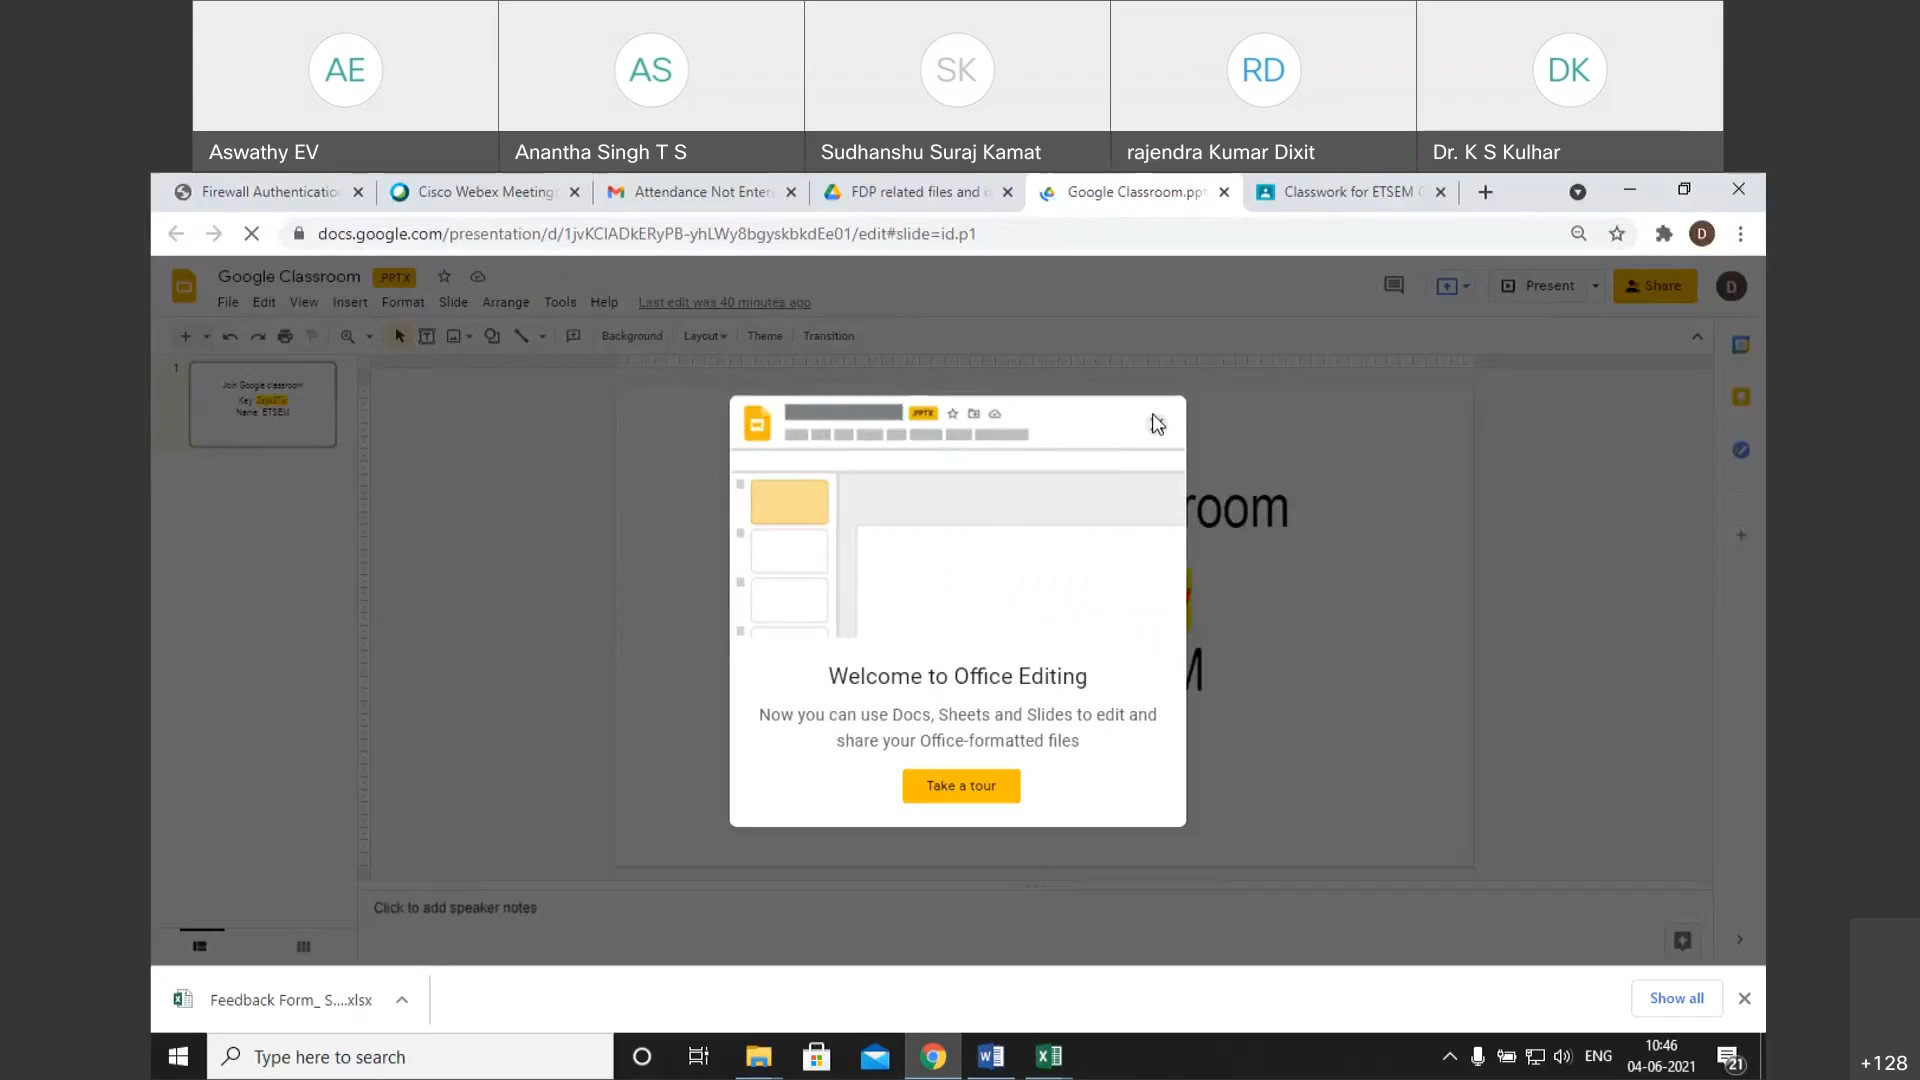 AE
AS
SK
RD
DK
Aswathy EV
Anantha Singh T S
Sudhanshu Suraj Kamat
rajendra Kumar Dixit
Dr. K S Kulhar
Firewall Authenticatio
Cisco Webex Meeting
Attendance Not Enter
FDP related files and
Google Classroom.ppt
Classwork for ETSEM
docs.google.com/presentation/d/1jvKClADkERyPB-yhLWy8bgyskbkdEe01/edit#slide=id.p1
D
Google Classroom
.PPTX
File Edit View Insert Format Slide Arrange Tools Help Last edit was 40 minutes ago
Present
Share
D
Background Layout Theme Transition
1
Join Google classroom
Key:
Name: ETSEM
room
M
.PPTX
Welcome to Office Editing
Now you can use Docs, Sheets and Slides to edit and
share your Office-formatted files
Take a tour
Click to add speaker notes
Feedback Form_ S....xlsx
Show all
Type here to search
ENG
10:46
04-06-2021
21
+128